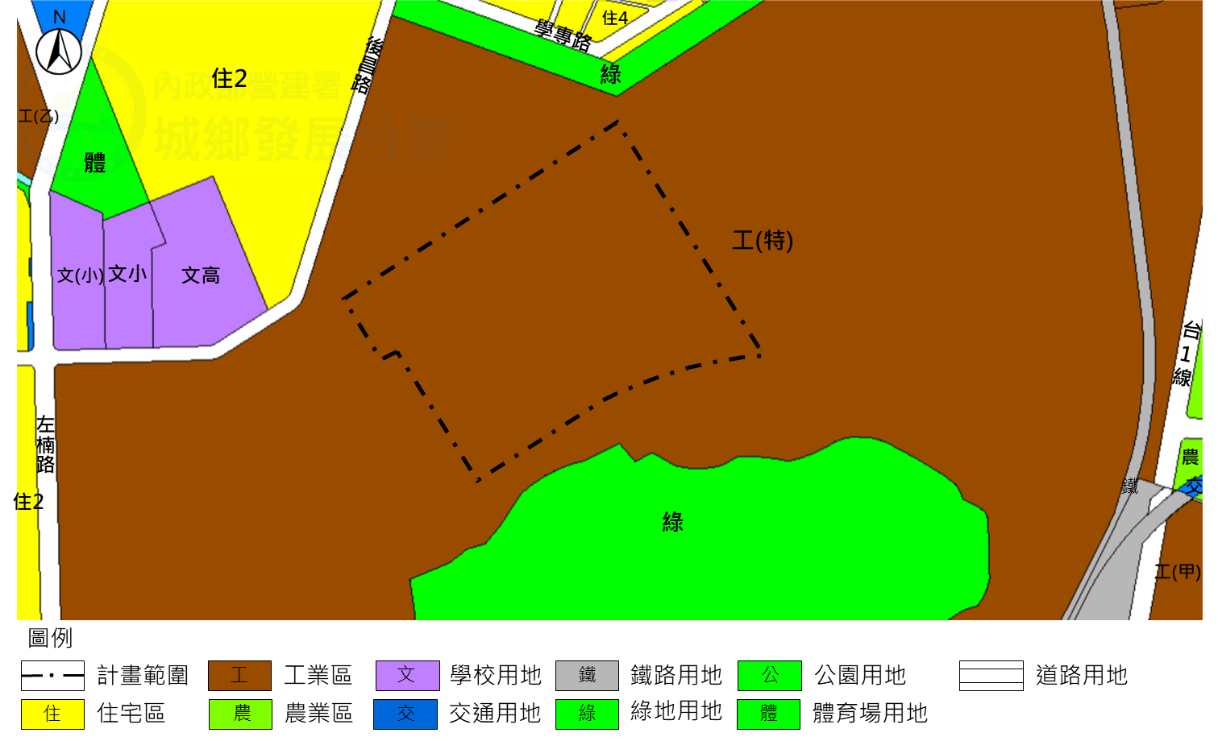 N
學專路
住4
後昌路
綠
住2
內政部營建署
城鄉發展分署
工(乙)
體
工(特)
文(小)
文小
文高
台1線
左楠路
農
鐵
交
住2
綠
工(甲)
圖例
計畫範圍 工 工業區 文 學校用地 鐵 鐵路用地 公 公園用地 道路用地
住 住宅區 農 農業區 交 交通用地 綠 綠地用地 體 體育場用地